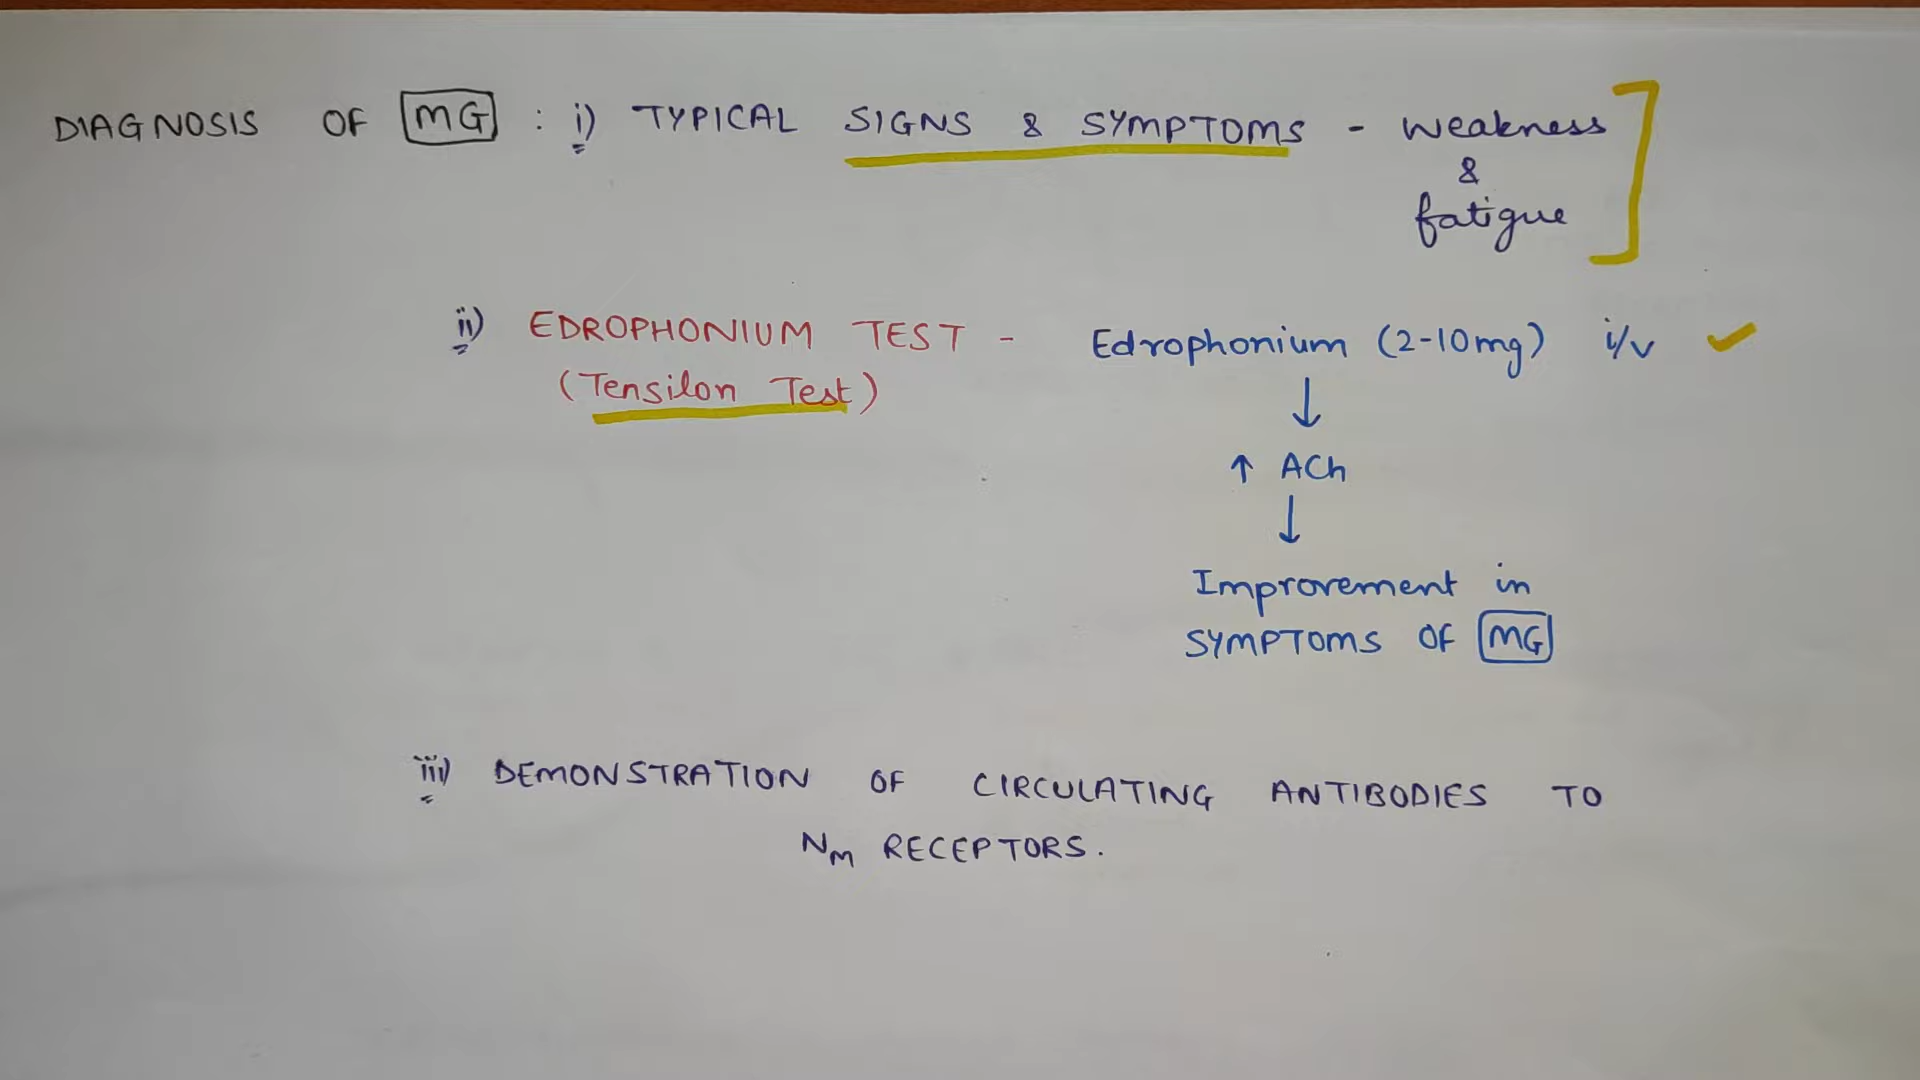 DIAGNOSIS OF MG : i) TYPICAL SIGNS & SYMPTOMS - weakness
&
fatigue
ii) EDROPHONIUM TEST - Edrophonium (2-10mg) i/v ✓
(Tensilon Test)
↓
↑ ACh
↓
Improvement in
SYMPTOMS OF MG
iii) DEMONSTRATION OF CIRCULATING ANTIBODIES TO
NM RECEPTORS.